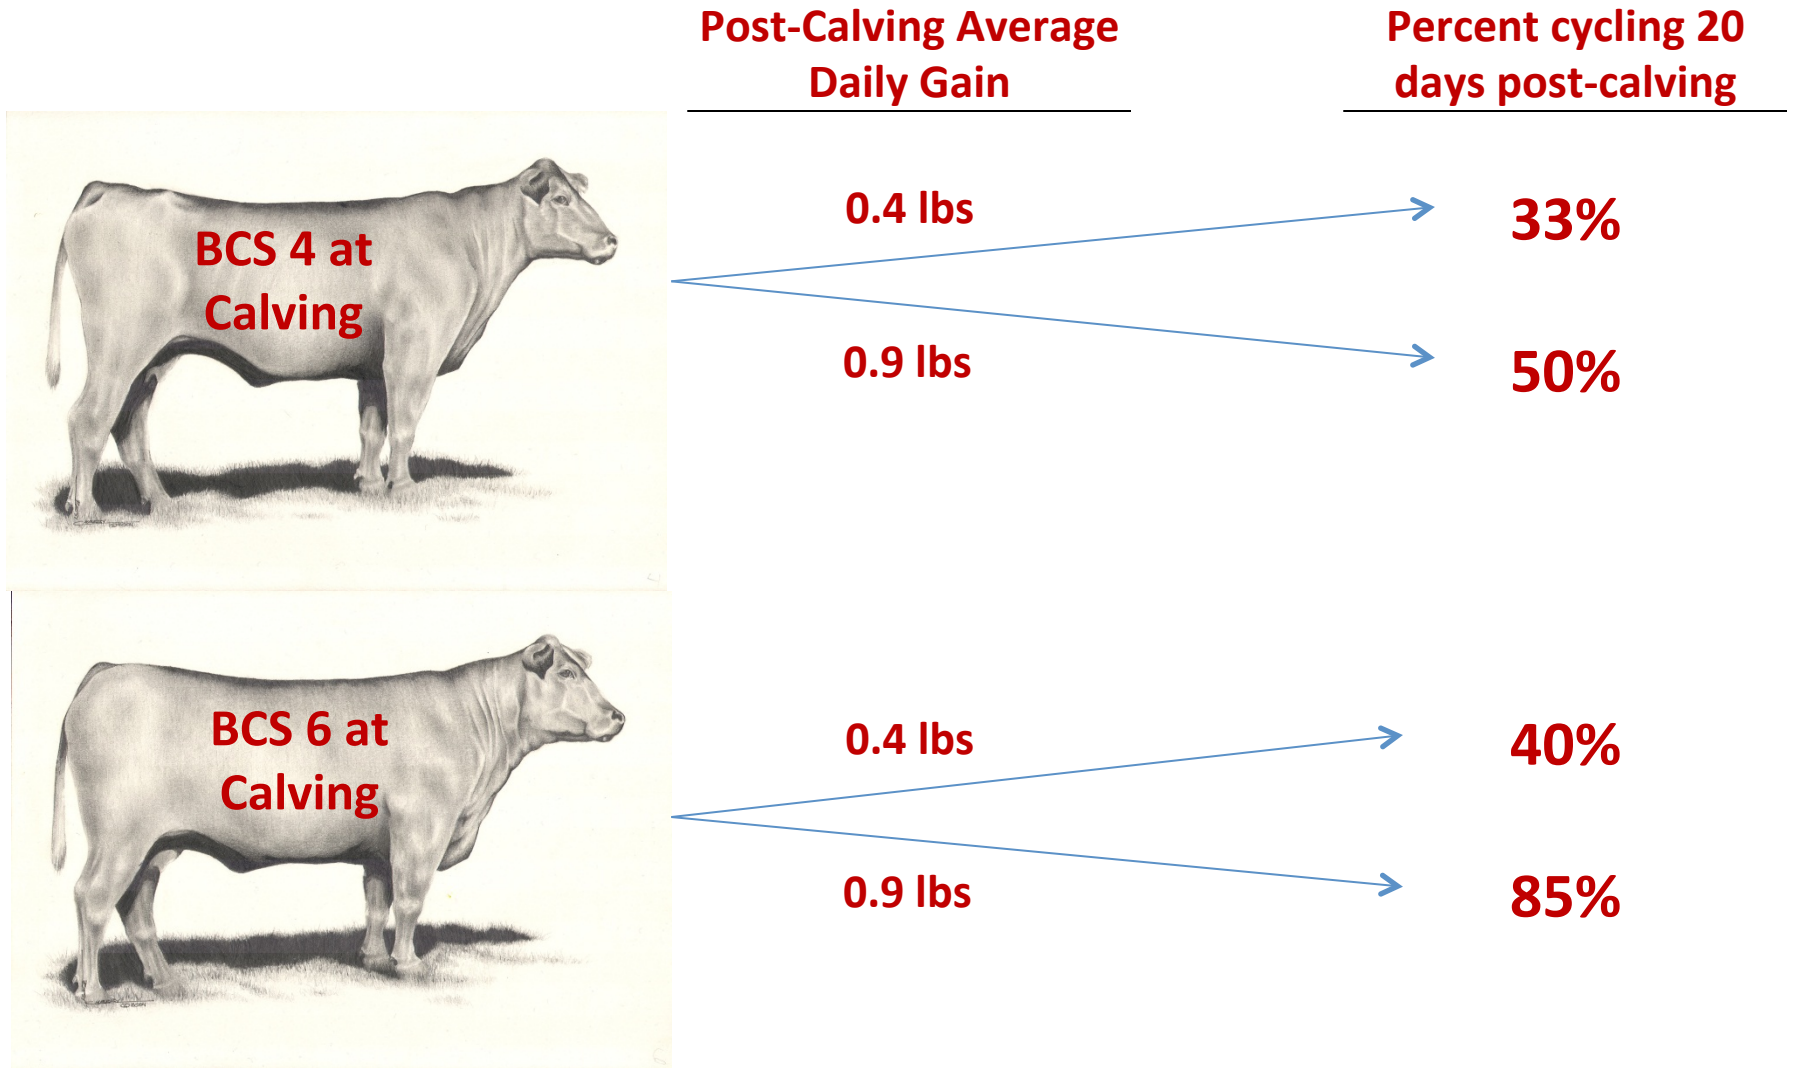 Post-Calving Average
Daily Gain
Percent cycling 20
days post-calving
BCS 4 at
Calving
0.4 lbs
33%
0.9 lbs
50%
BCS 6 at
Calving
0.4 lbs
40%
0.9 lbs
85%